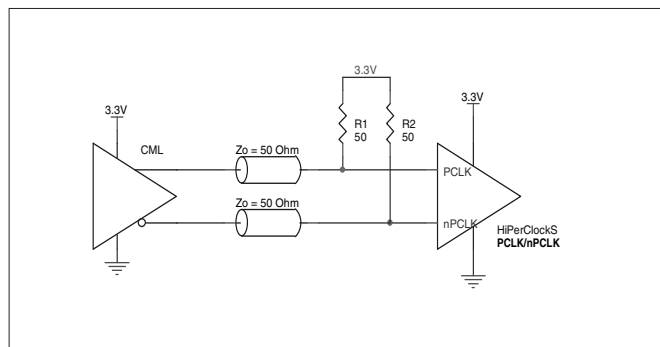 3.3V
3.3V
3.3V
R1
50
R2
50
CML
Zo = 50 Ohm
PCLK
Zo = 50 Ohm
nPCLK
HiPerClockS
PCLK/nPCLK